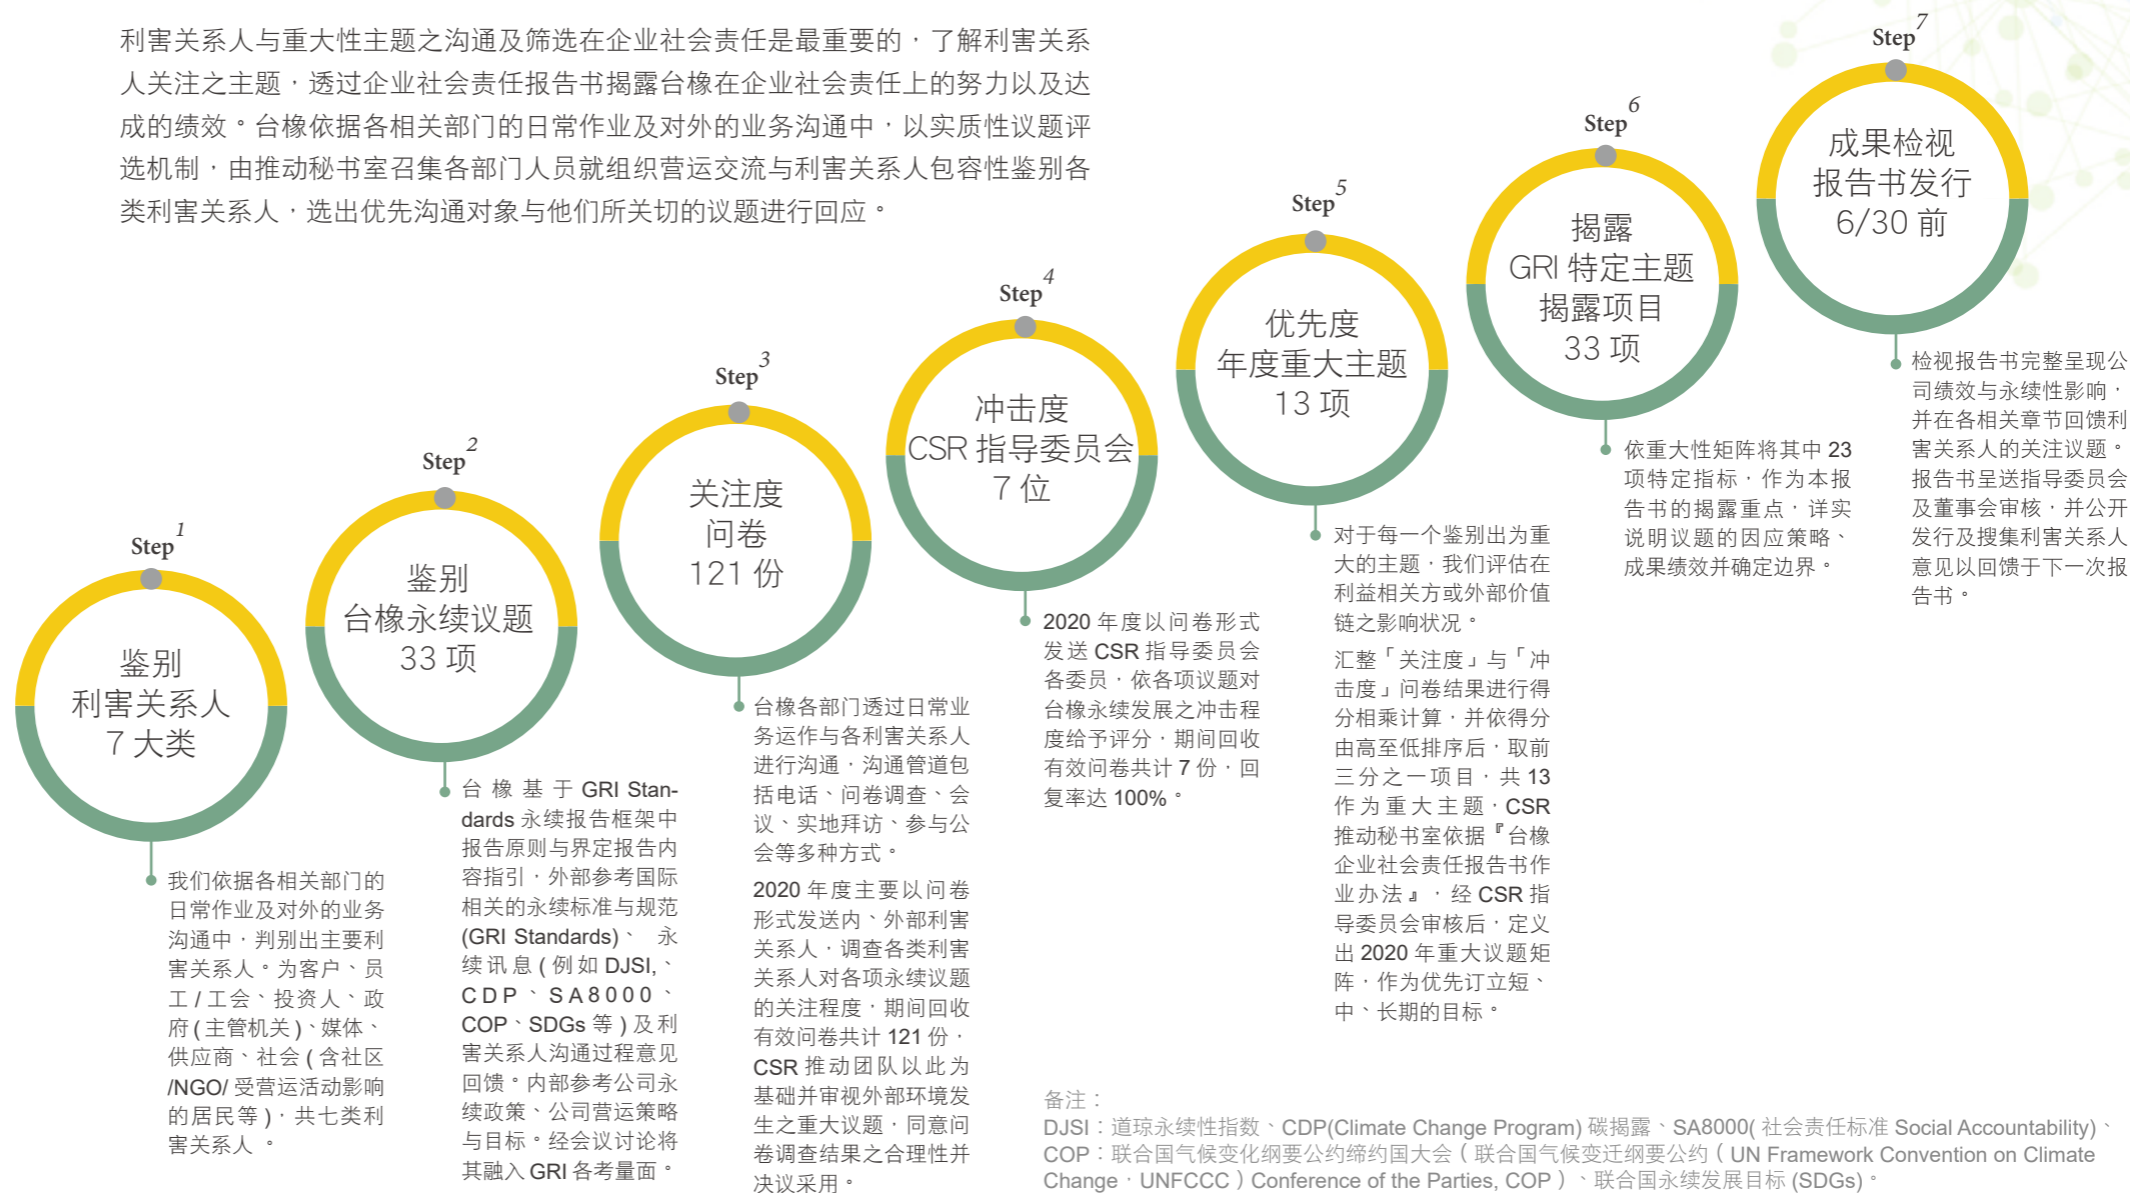 利害关系人与重大性主题之沟通及筛选在企业社会责任是最重要的，了解利害关系
人关注之主题，透过企业社会责任报告书揭露台橡在企业社会责任上的努力以及达
成的绩效。台橡依据各相关部门的日常作业及对外的业务沟通中，以实质性议题评
选机制，由推动秘书室召集各部门人员就组织营运交流与利害关系人包容性鉴别各
类利害关系人，选出优先沟通对象与他们所关切的议题进行回应。
Step 1
鉴别
利害关系人
7 大类
我们依据各相关部门的
日常作业及对外的业务
沟通中，判别出主要利
害关系人。为客户、员
工 / 工会、投资人、政
府 ( 主管机关 )、媒体、
供应商、社会 ( 含社区
/NGO/ 受营运活动影响
的居民等 )，共七类利
害关系人 。
Step 2
鉴别
台橡永续议题
33 项
台 橡 基 于 GRI Stan-
dards 永续报告框架中
报告原则与界定报告内
容指引，外部参考国际
相关的永续标准与规范
(GRI Standards)、 永
续讯息 ( 例如 DJSI,、
CDP、SA8000、
COP、SDGs 等 ) 及利
害关系人沟通过程意见
回馈。内部参考公司永
续政策、公司营运策略
与目标。经会议讨论将
其融入 GRI 各考量面。
Step 3
关注度
问卷
121 份
台橡各部门透过日常业
务运作与各利害关系人
进行沟通，沟通管道包
括电话、问卷调查、会
议、实地拜访、参与公
会等多种方式。
2020 年度主要以问卷
形式发送内、外部利害
关系人，调查各类利害
关系人对各项永续议题
的关注程度，期间回收
有效问卷共计 121 份，
CSR 推动团队以此为
基础并审视外部环境发
生之重大议题，同意问
卷调查结果之合理性并
决议采用。
Step 4
冲击度
CSR 指导委员会
7 位
2020 年度以问卷形式
发送 CSR 指导委员会
各委员，依各项议题对
台橡永续发展之冲击程
度给予评分，期间回收
有效问卷共计 7 份，回
复率达 100%。
Step 5
优先度
年度重大主题
13 项
对于每一个鉴别出为重
大的主题，我们评估在
利益相关方或外部价值
链之影响状况。
汇整「关注度」与「冲
击度」问卷结果进行得
分相乘计算，并依得分
由高至低排序后，取前
三分之一项目，共 13
作为重大主题，CSR
推动秘书室依据『台橡
企业社会责任报告书作
业办法』，经 CSR 指
导委员会审核后，定义
出 2020 年重大议题矩
阵，作为优先订立短、
中、长期的目标。
Step 6
揭露
GRI 特定主题
揭露项目
33 项
依重大性矩阵将其中 23
项特定指标，作为本报
告书的揭露重点，详实
说明议题的因应策略、
成果绩效并确定边界。
Step 7
成果检视
报告书发行
6/30 前
检视报告书完整呈现公
司绩效与永续性影响，
并在各相关章节回馈利
害关系人的关注议题。
报告书呈送指导委员会
及董事会审核，并公开
发行及搜集利害关系人
意见以回馈于下一次报
告书。
备注：
DJSI：道琼永续性指数、CDP(Climate Change Program) 碳揭露、SA8000( 社会责任标准 Social Accountability)、
COP：联合国气候变化纲要公约缔约国大会（联合国气候变迁纲要公约（UN Framework Convention on Climate
Change，UNFCCC）Conference of the Parties, COP）、联合国永续发展目标 (SDGs)。